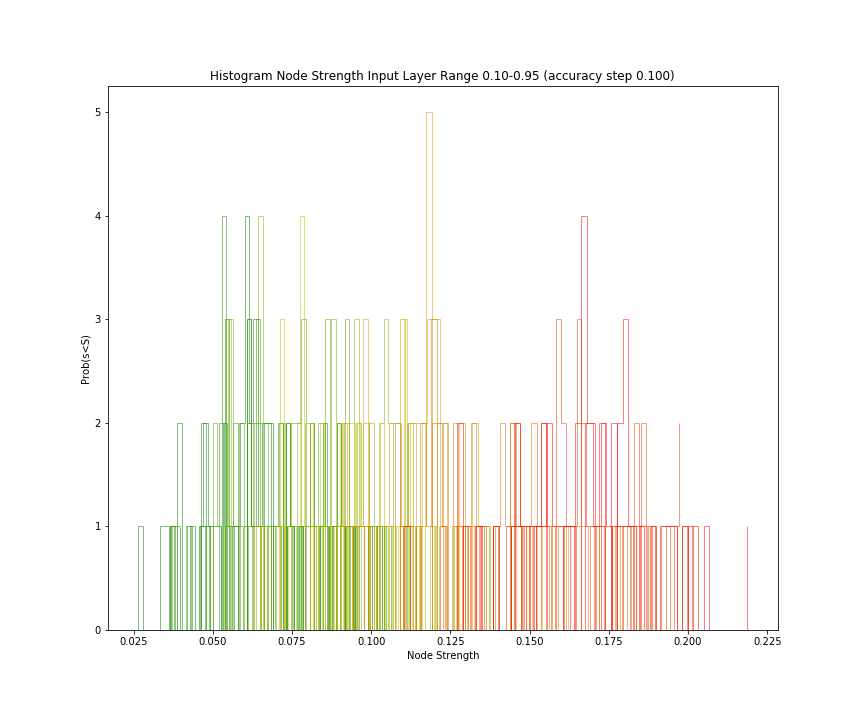 Histogram Node Strength Input Layer Range 0.10-0.95 (accuracy step 0.100)
5
4
3
2
1
0
Prob(s<S)
0.025 0.050 0.075 0.100 0.125 0.150 0.175 0.200 0.225
Node Strength